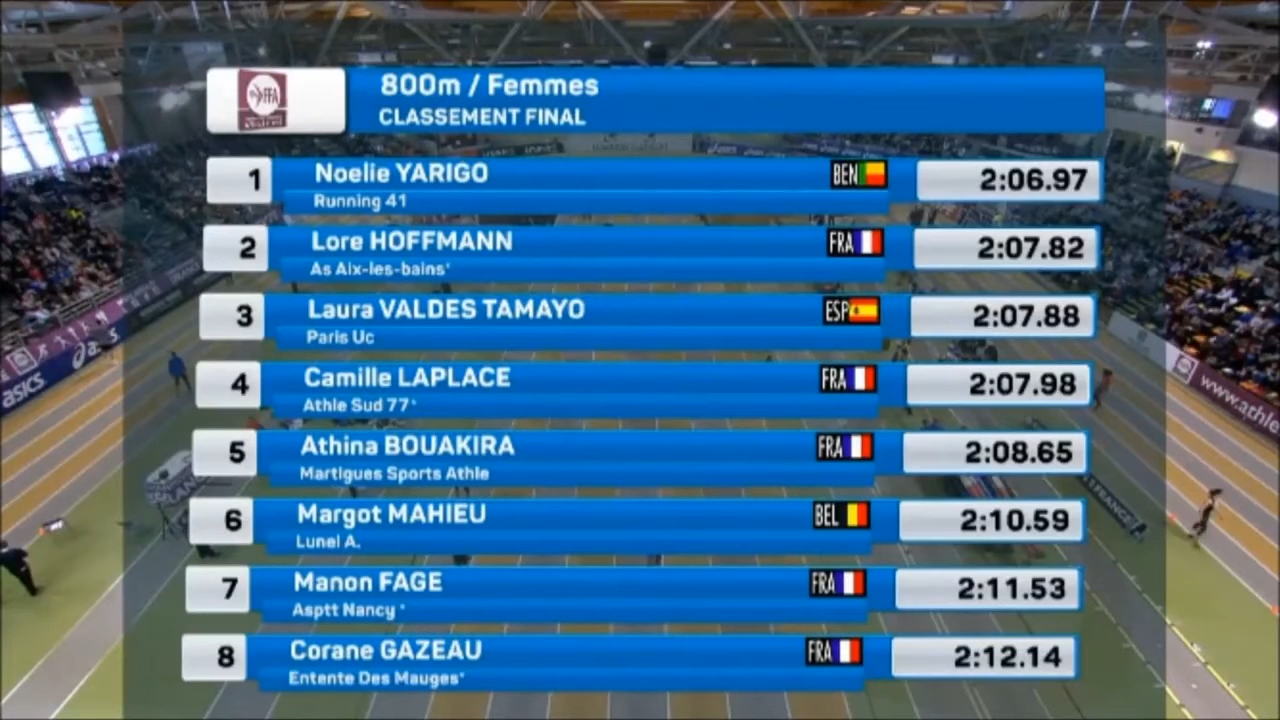 FFA
800m / Femmes
CLASSEMENT FINAL
1 Noelie YARIGO BEN 2:06.97
Running 41
2 Lore HOFFMANN FRA 2:07.82
As Aix-les-bains*
3 Laura VALDES TAMAYO ESP 2:07.88
Paris Uc
4 Camille LAPLACE FRA 2:07.98
Athle Sud 77*
5 Athina BOUAKIRA FRA 2:08.65
Martigues Sports Athle
6 Margot MAHIEU BEL 2:10.59
Lunel A.
7 Manon FAGE FRA 2:11.53
Asptt Nancy *
8 Corane GAZEAU FRA 2:12.14
Entente Des Mauges*
asics
www.athle